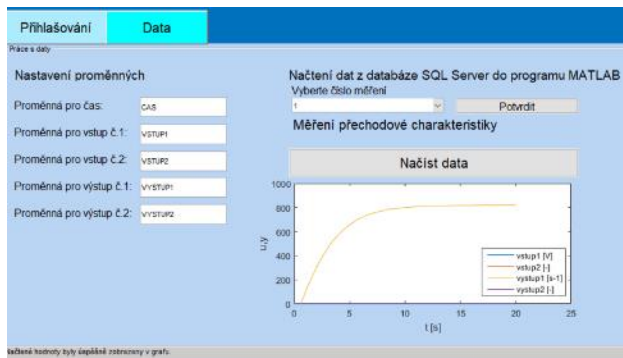 Přihlašování Data
Práce s daty
Nastavení proměnných
Proměnná pro čas: CAS
Proměnná pro vstup č.1: VSTUP1
Proměnná pro vstup č.2: VSTUP2
Proměnná pro výstup č.1: VYSTUP1
Proměnná pro výstup č.2: VYSTUP2
Načtení dat z databáze SQL Server do programu MATLAB
Vyberte číslo měření
1 Potvrdit
Měření přechodové charakteristiky
Načíst data
1000
800
600
400
200
0
u,y
0 5 10 15 20 25
t [s]
vstup1 [V]
vstup2 [-]
vystup1 [s-1]
vystup2 [-]
Načtené hodnoty byly úspěšně zobrazeny v grafu.